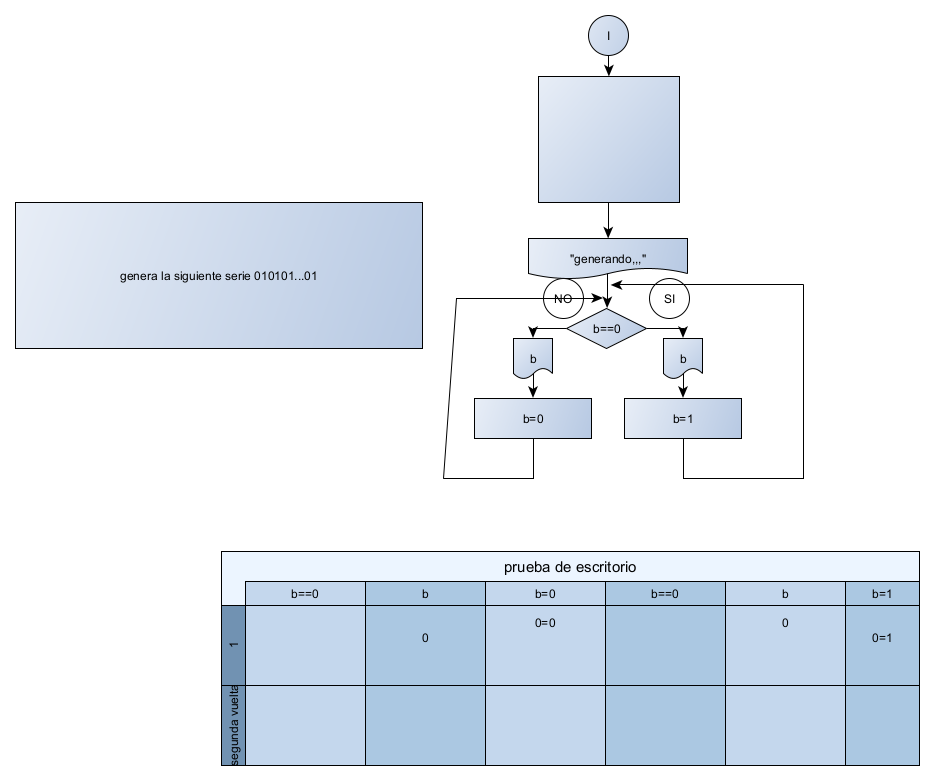 I
genera la siguiente serie 010101...01
"generando,,,"
NO
SI
b==0
b
b
b=0
b=1
prueba de escritorio
b==0 b b=0 b==0 b b=1
1 0 0=0 0 0=1
segunda vuelta